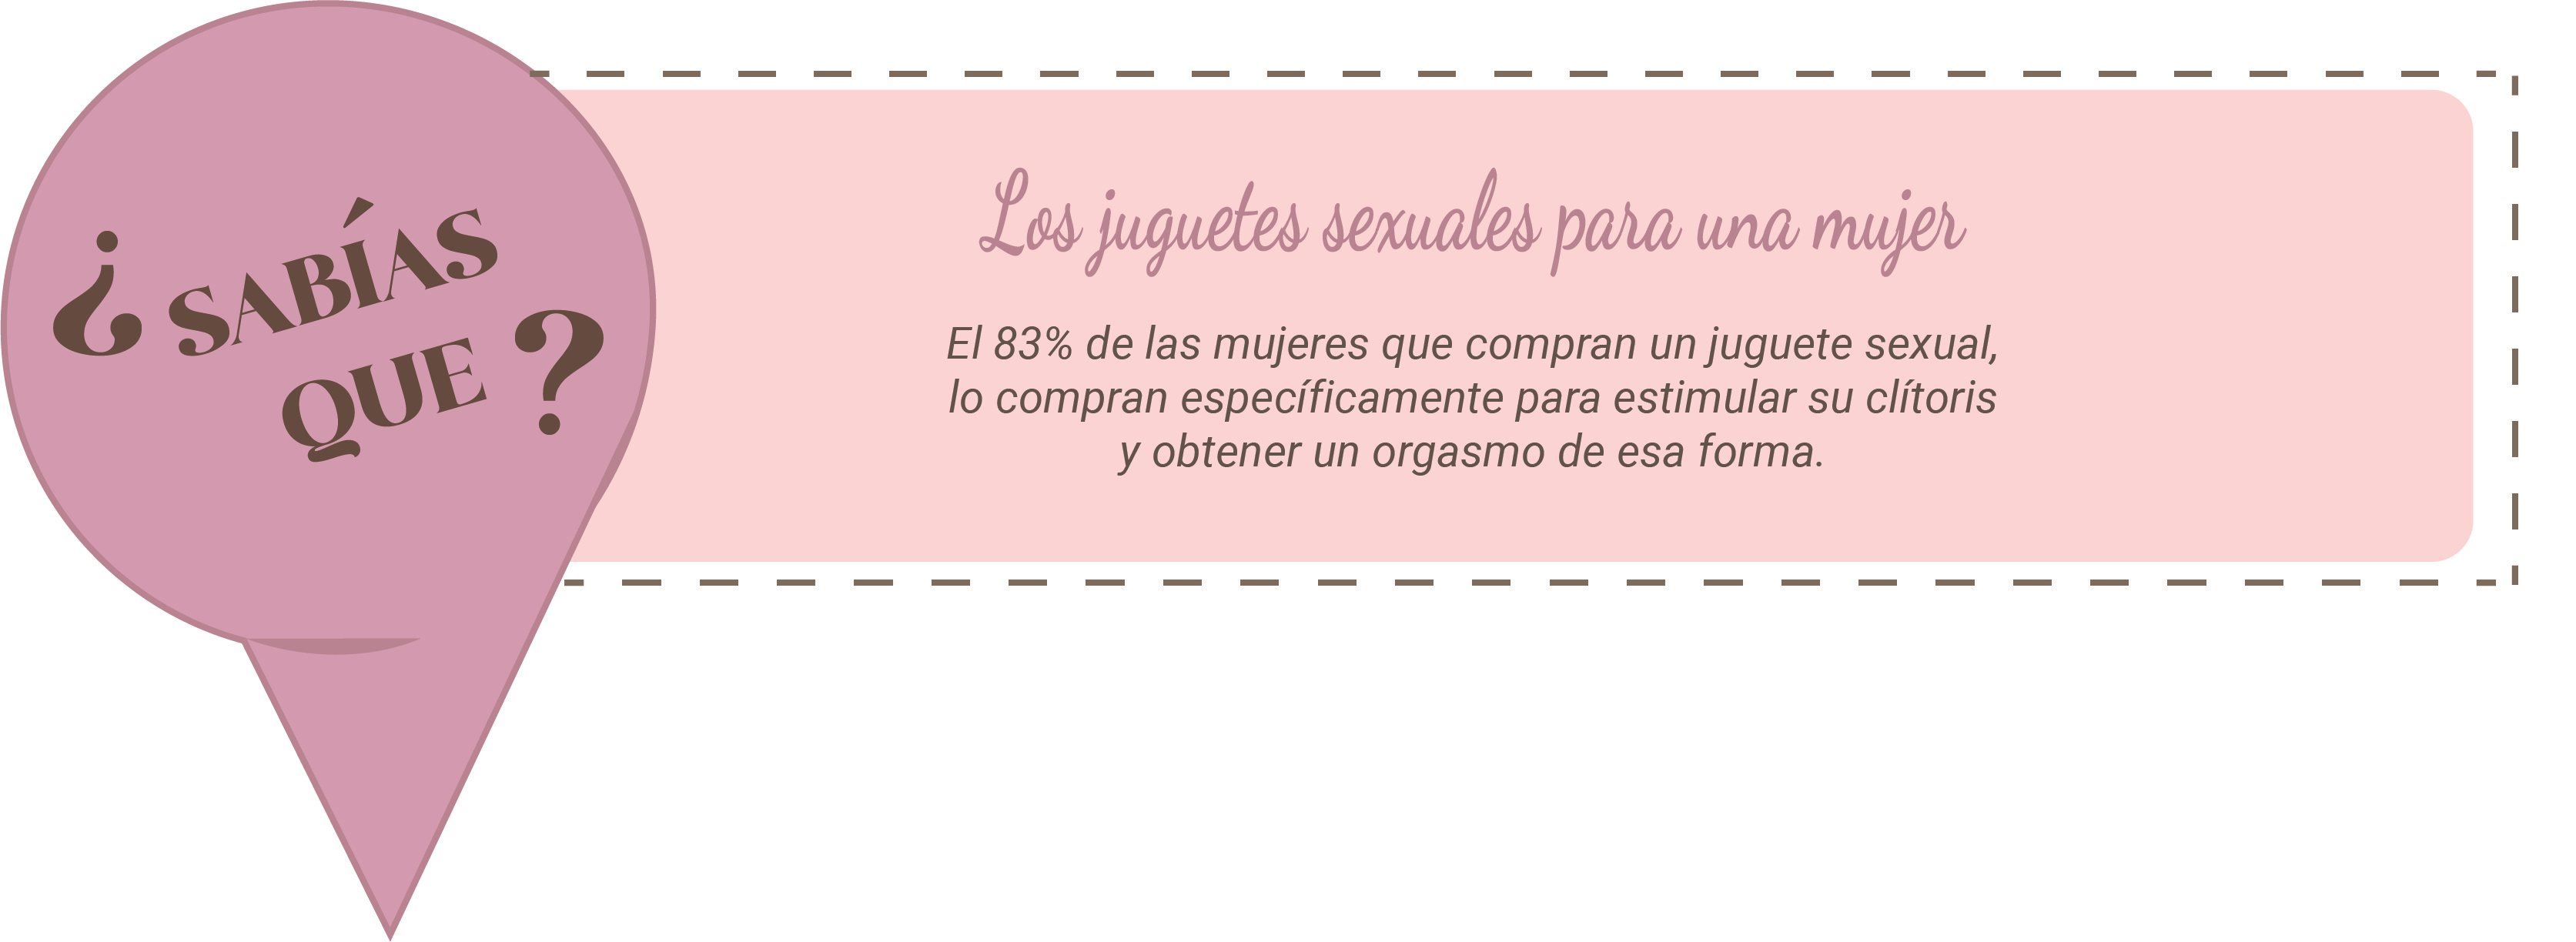 ¿SABÍAS
QUE?
Los juguetes sexuales para una mujer
El 83% de las mujeres que compran un juguete sexual,
lo compran específicamente para estimular su clítoris
y obtener un orgasmo de esa forma.